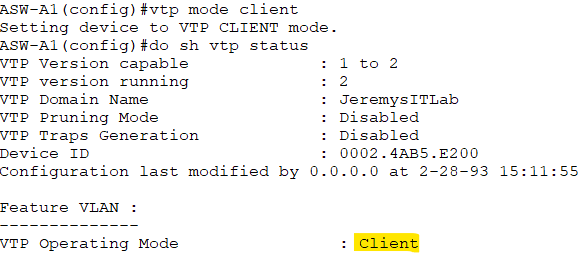 ASW-A1(config)#vtp mode client
Setting device to VTP CLIENT mode.
ASW-A1(config)#do sh vtp status
VTP Version capable : 1 to 2
VTP version running : 2
VTP Domain Name : JeremysITLab
VTP Pruning Mode : Disabled
VTP Traps Generation : Disabled
Device ID : 0002.4AB5.E200
Configuration last modified by 0.0.0.0 at 2-28-93 15:11:55
Feature VLAN :
--------------
VTP Operating Mode : Client